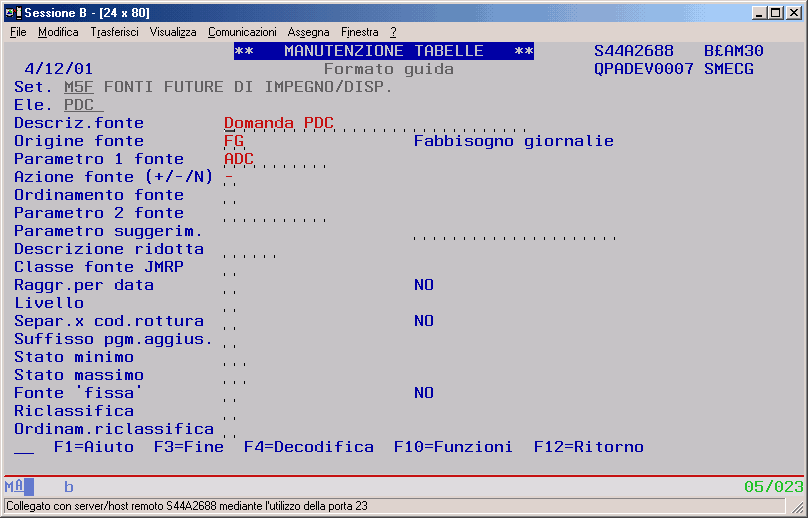 Sessione B - [24 x 80]
File Modifica Trasferisci Visualizza Comunicazioni Assegna Finestra ?
** MANUTENZIONE TABELLE ** S44A2688 B£AM30
4/12/01 Formato guida QPADEV0007 SMECG
Set. M5F FONTI FUTURE DI IMPEGNO/DISP.
Ele. PDC
Descriz.fonte Domanda PDC
Origine fonte FG Fabbisogno giornalie
Parametro 1 fonte ADC
Azione fonte (+/-/N) -
Ordinamento fonte
Parametro 2 fonte
Parametro suggerim.
Descrizione ridotta
Classe fonte JMRP
Raggr.per data NO
Livello
Separ.x cod.rottura NO
Suffisso pgm.aggius.
Stato minimo
Stato massimo
Fonte 'fissa' NO
Riclassifica
Ordinam.riclassifica
F1=Aiuto F3=Fine F4=Decodifica F10=Funzioni F12=Ritorno
MA b 05/023
Collegato con server/host remoto S44A2688 mediante l'utilizzo della porta 23